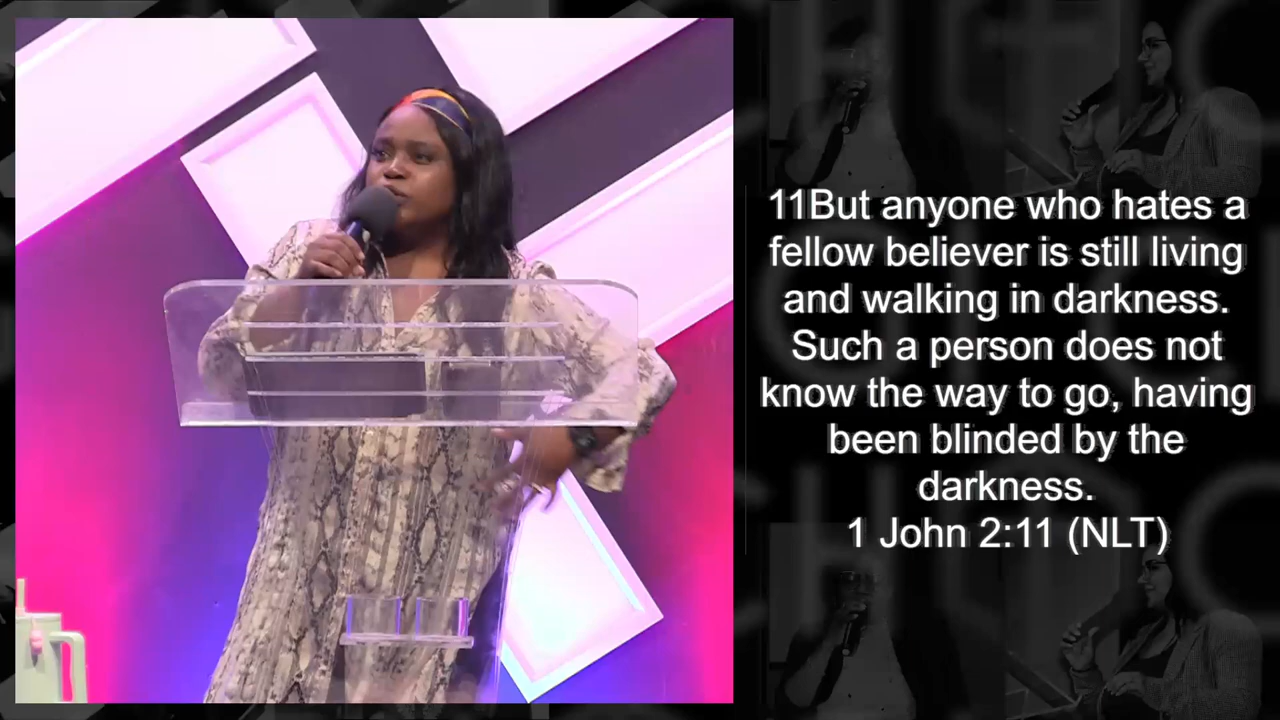 11But anyone who hates a
fellow believer is still living
and walking in darkness.
Such a person does not
know the way to go, having
been blinded by the
darkness.
1 John 2:11 (NLT)